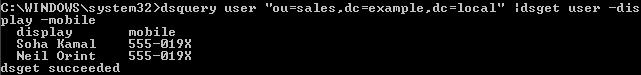 C:\WINDOWS\system32>dsquery user "ou=sales,dc=example,dc=local" |dsget user -dis
play -mobile
display mobile
Soha Kamal 555-019X
Neil Orint 555-019X
dsget succeeded